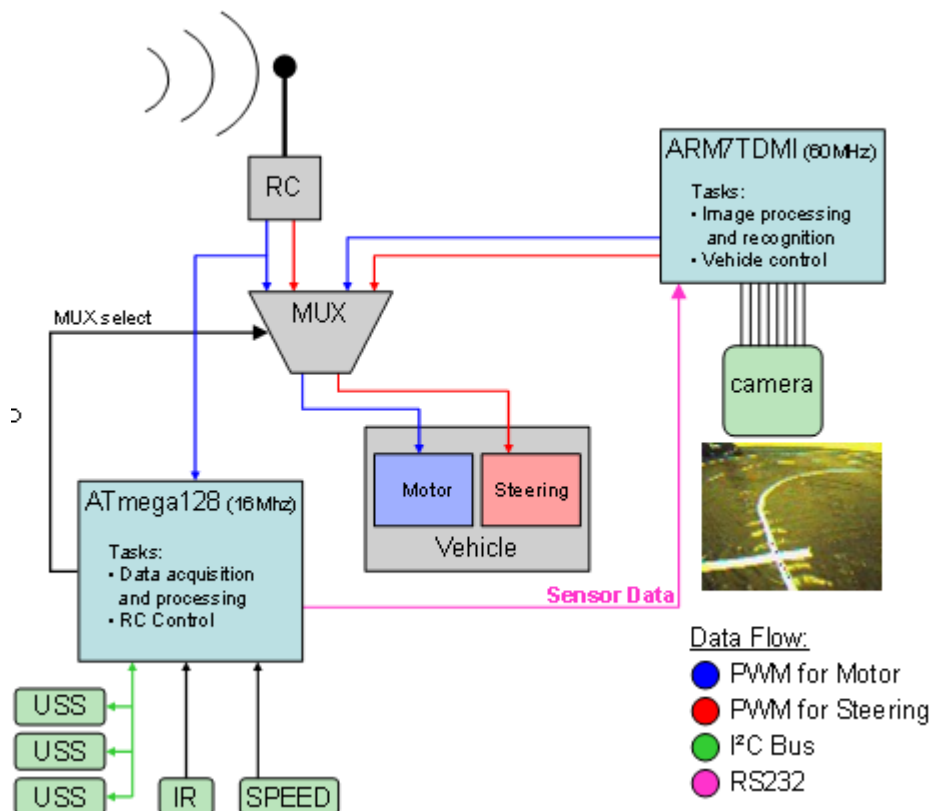 RC
ARM7TDMI (60MHz)
Tasks:
• Image processing
and recognition
• Vehicle control
MUX
MUX select
camera
ATmega128 (16Mhz)
Tasks:
• Data acquisition
and processing
• RC Control
Motor
Steering
Vehicle
Sensor Data
USS
USS
USS
IR
SPEED
Data Flow:
PWM for Motor
PWM for Steering
I²C Bus
RS232